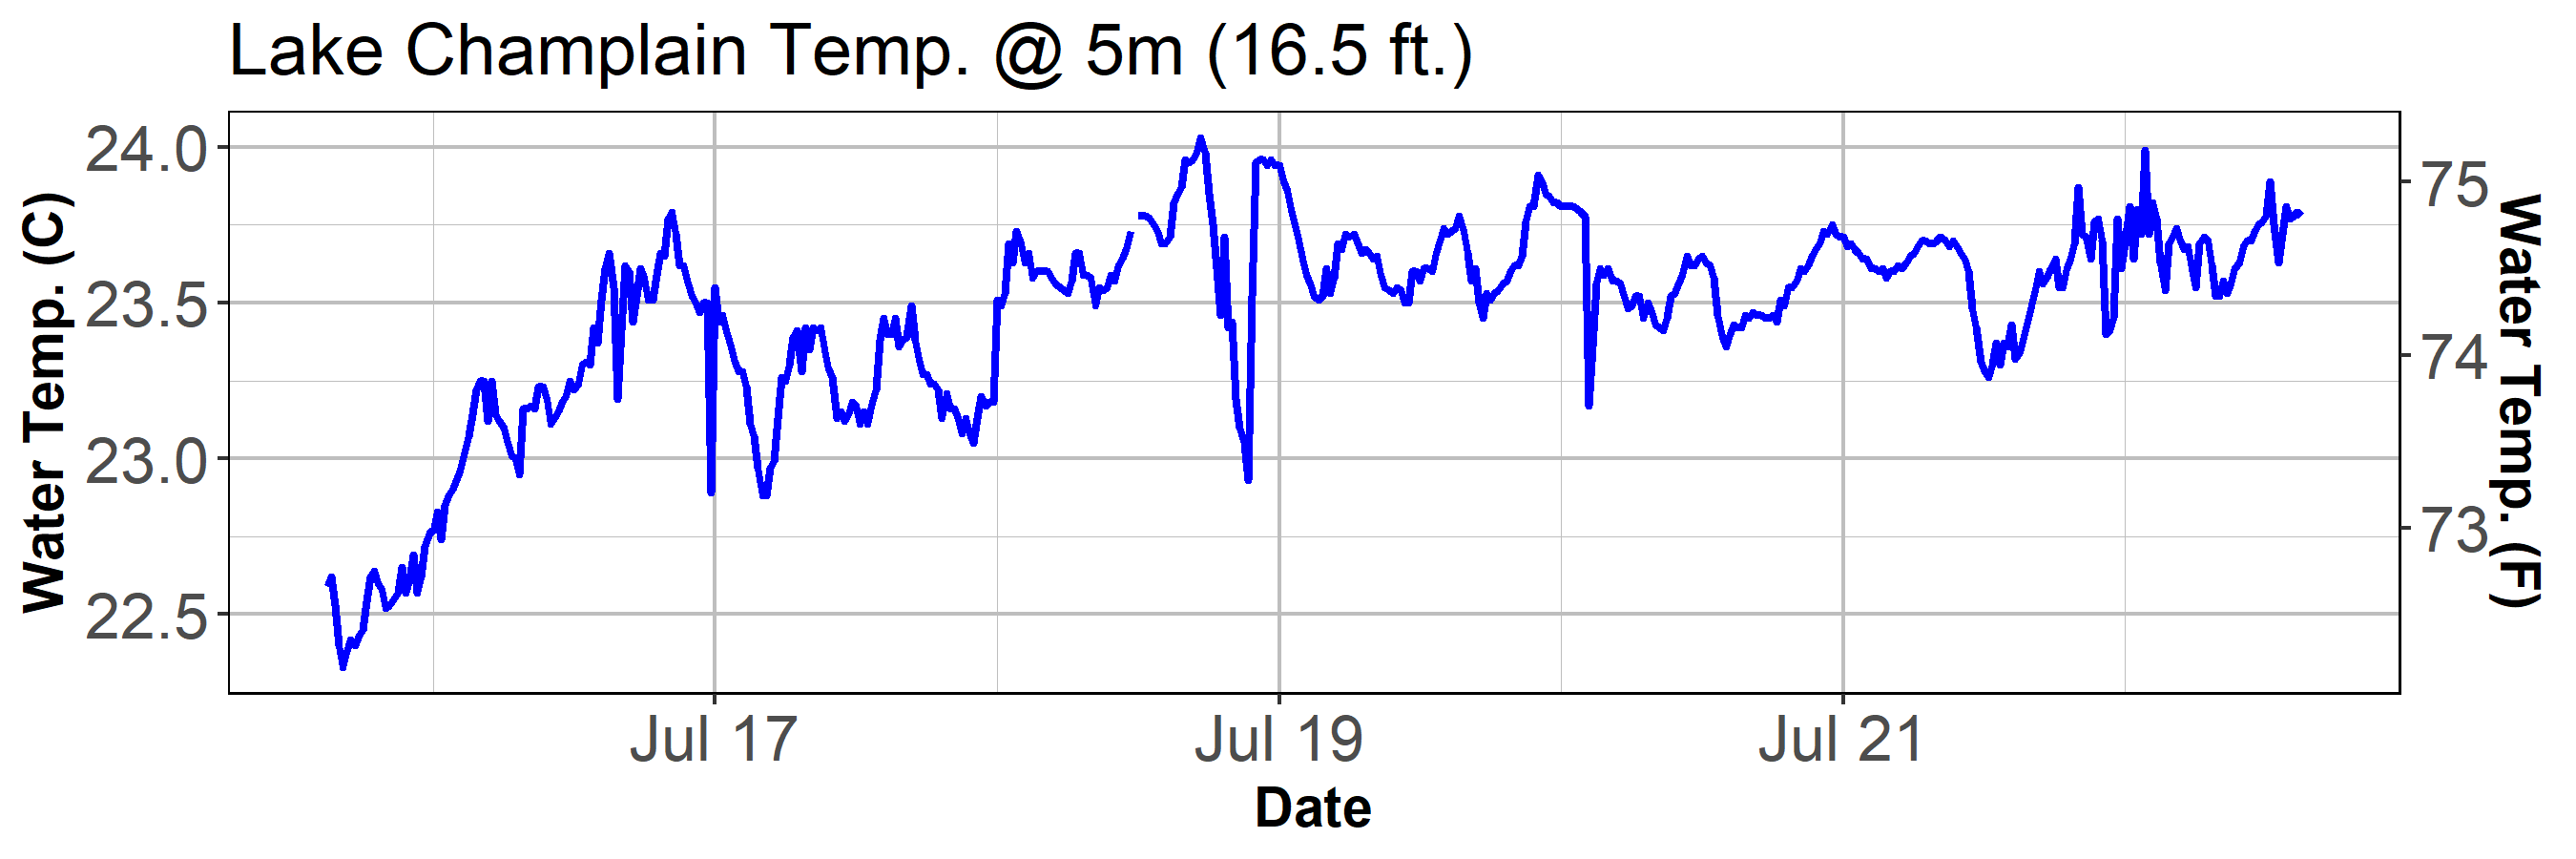 Lake Champlain Temp. @ 5m (16.5 ft.)
Water Temp. (C)
24.0
23.5
23.0
22.5
75
74
73
Water Temp. (F)
Jul 17 Jul 19 Jul 21
Date